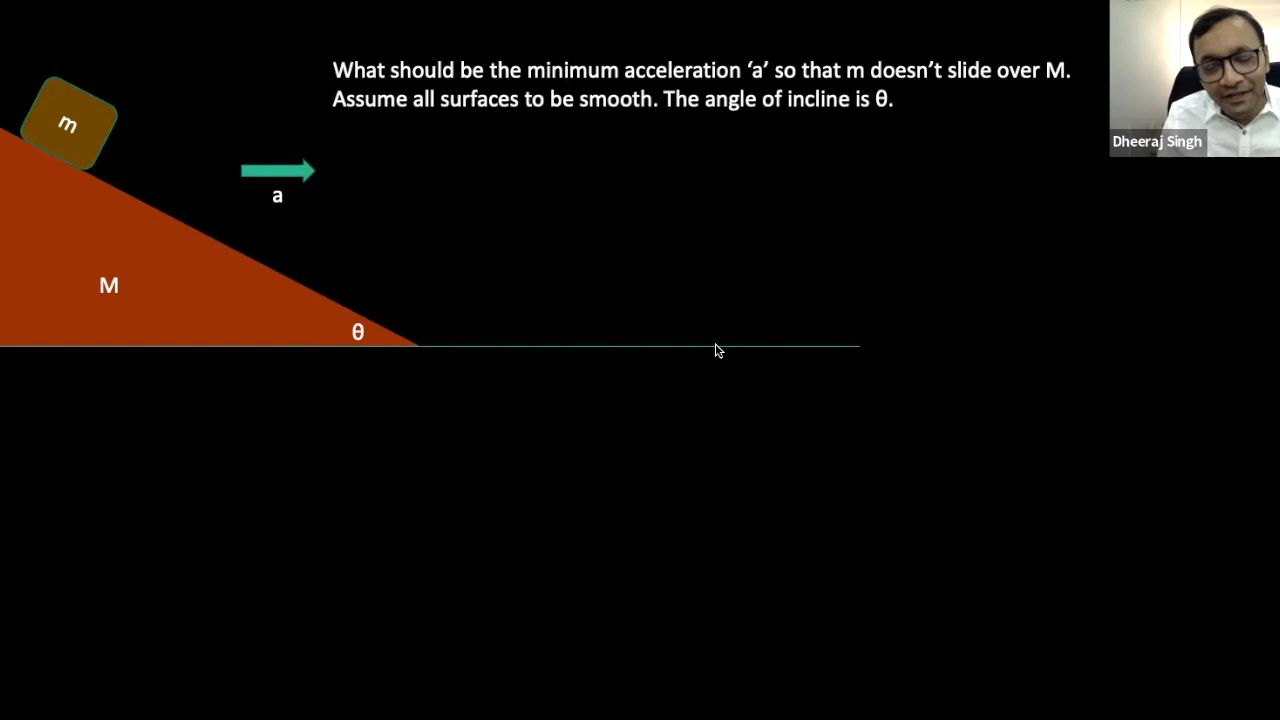 What should be the minimum acceleration ‘a’ so that m doesn’t slide over M.
Assume all surfaces to be smooth. The angle of incline is θ.
m
a
M
θ
Dheeraj Singh